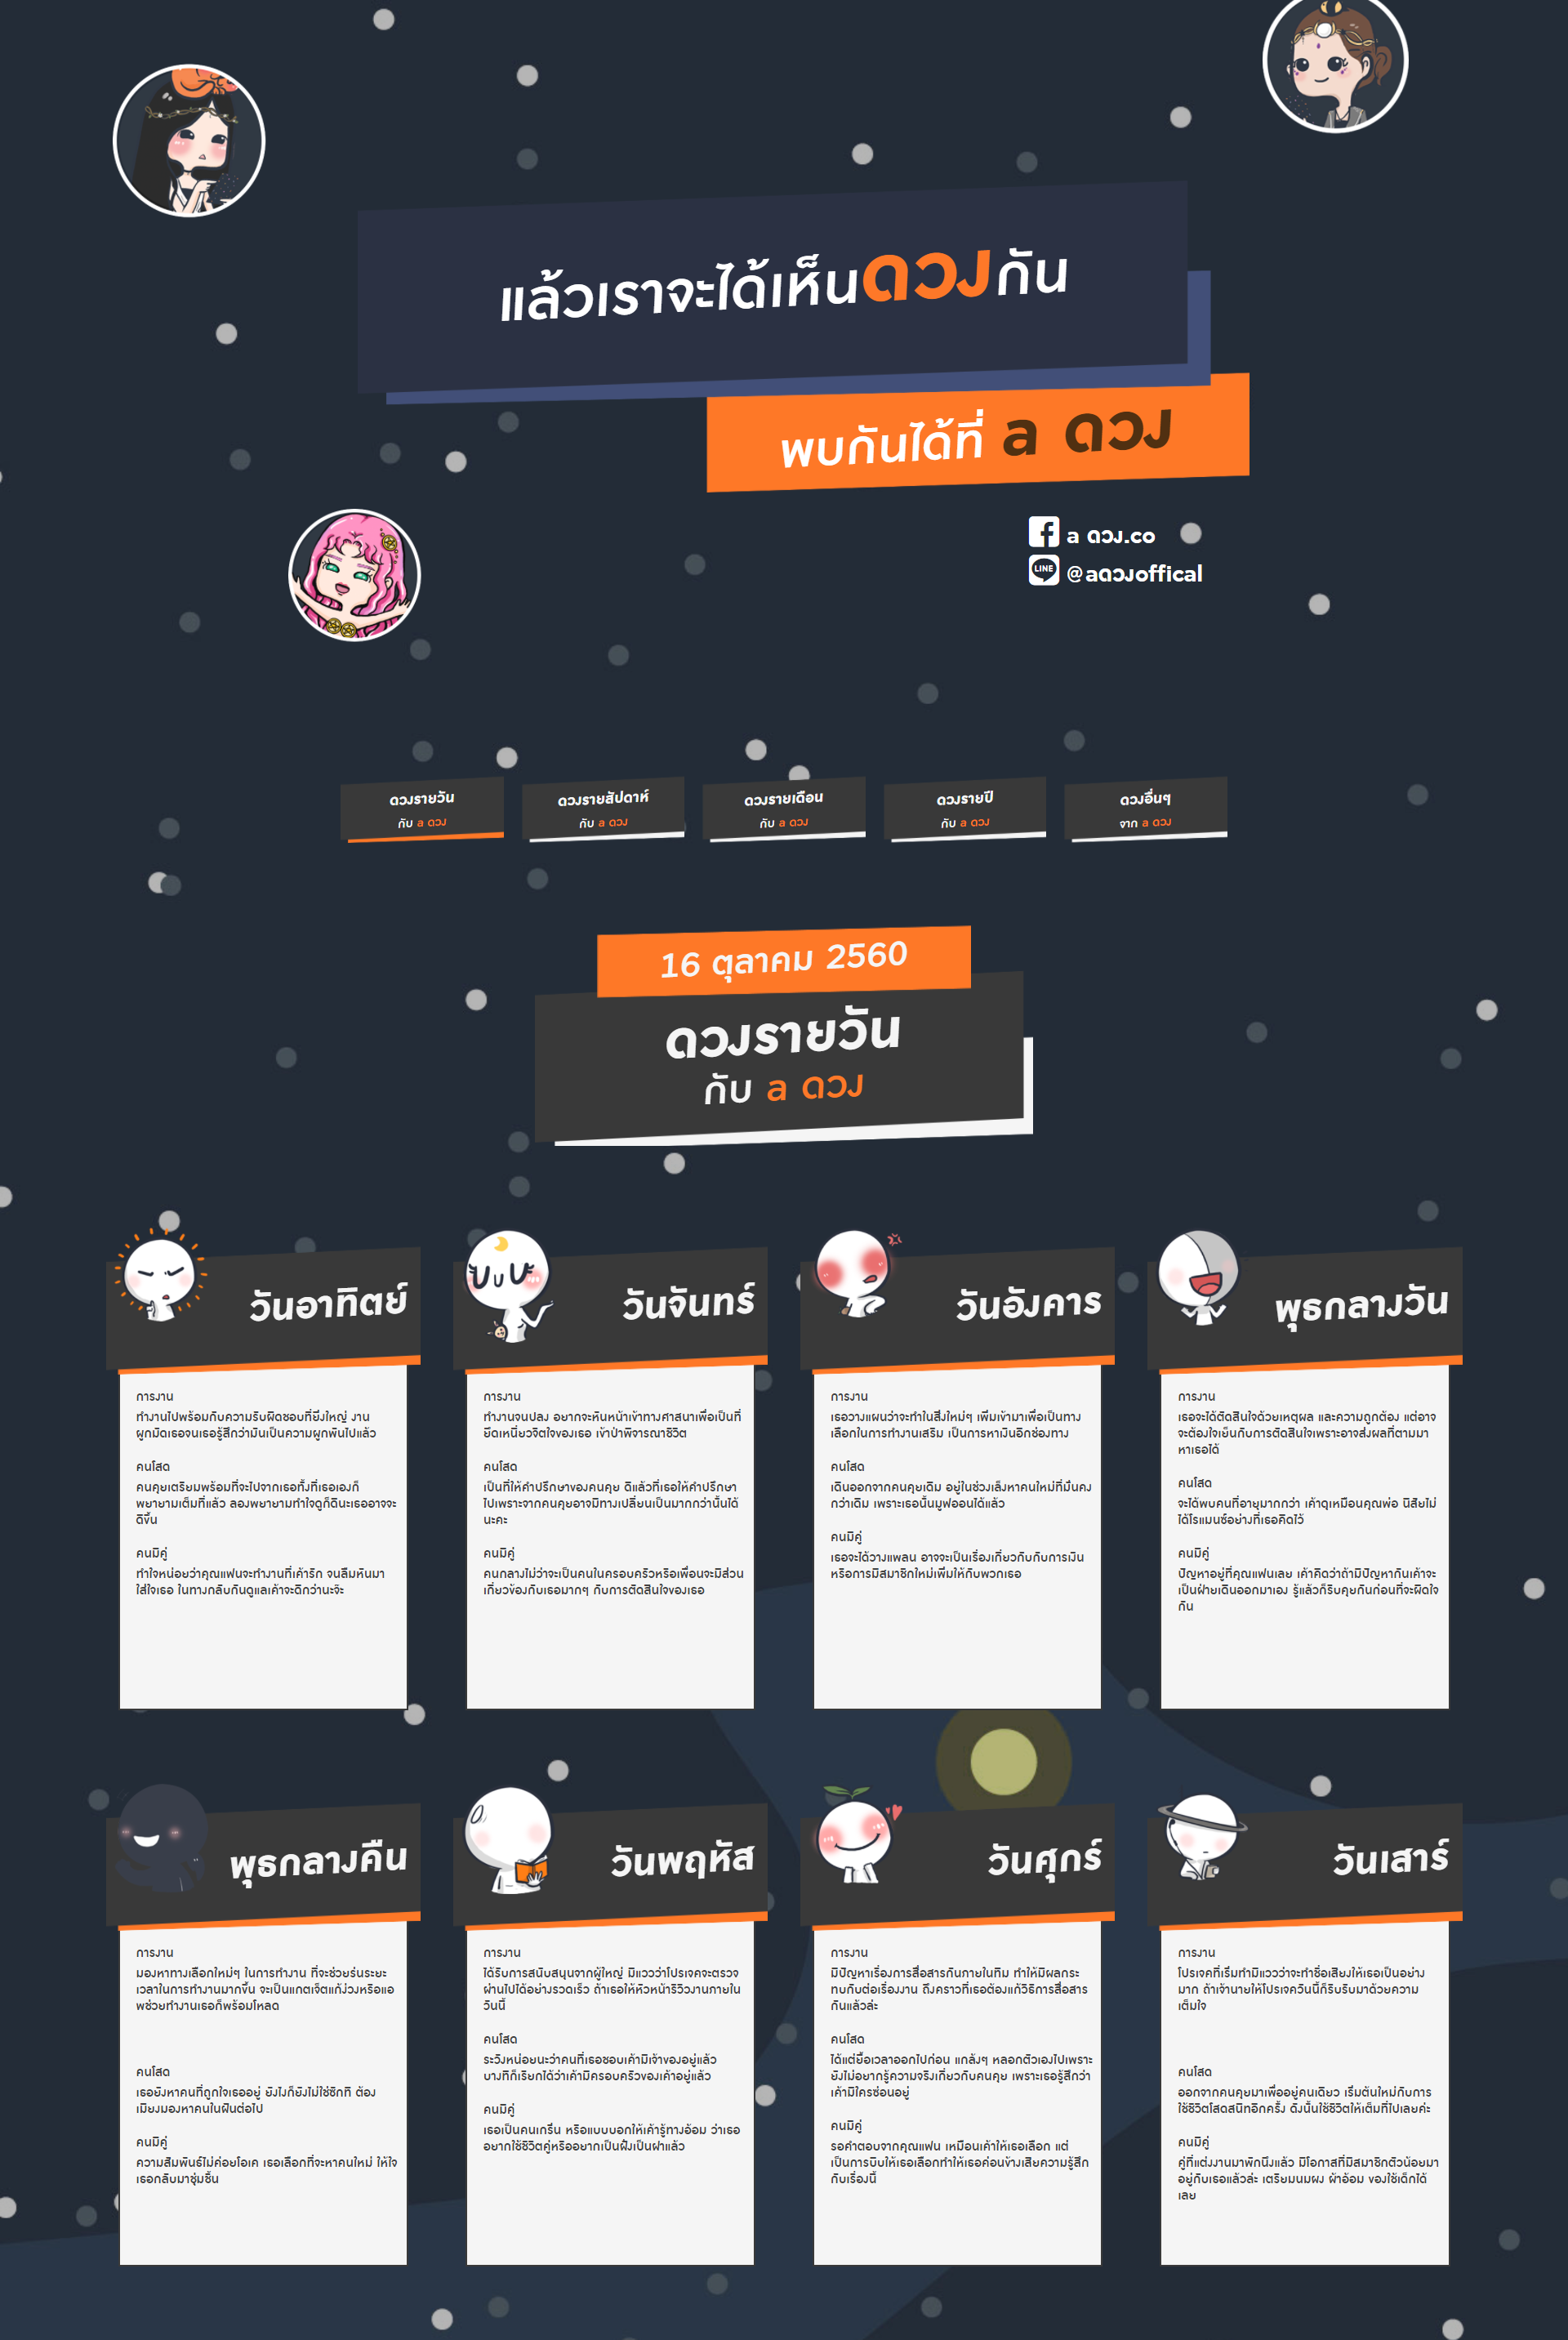 แล้วเราจะได้เห็นดวงกัน
พบกันได้ที่ a ดวง
a ดวง.co
LINE
@aดวงoffical
ดวงรายวัน
กับ a ดวง
ดวงรายสัปดาห์
กับ a ดวง
ดวงรายเดือน
กับ a ดวง
ดวงรายปี
กับ a ดวง
ดวงอื่นๆ
จาก a ดวง
16 ตุลาคม 2560
ดวงรายวัน
กับ a ดวง
วันอาทิตย์
การงาน
ทำงานไปพร้อมกับความรับผิดชอบที่ยิ่งใหญ่ งาน
ผูกมัดเธอจนเธอรู้สึกว่ามันเป็นความผูกพันไปแล้ว
คนโสด
คนคุยเตรียมพร้อมที่จะไปจากเธอทั้งที่เธอเองก็
พยายามเต็มที่แล้ว ลองพยายามทำใจดูก็ดีนะเธออาจจะ
ดีขึ้น
คนมีคู่
ทำใจหน่อยว่าคุณแฟนจะทำงานที่เค้ารัก จนลืมหันมา
ใส่ใจเธอ ในทางกลับกันดูแลเค้าจะดีกว่านะจ๊ะ
วันจันทร์
การงาน
ทำงานจนปลง อยากจะหันหน้าเข้าทางศาสนาเพื่อเป็นที่
ยึดเหนี่ยวจิตใจของเธอ เข้าป่าพิจารณาชีวิต
คนโสด
เป็นที่ให้คำปรึกษาของคนคุย ดีแล้วที่เธอให้คำปรึกษา
ไปเพราะจากคนคุยอาจมีทางเปลี่ยนเป็นมากกว่านั้นได้
นะคะ
คนมีคู่
คนกลางไม่ว่าจะเป็นคนในครอบครัวหรือเพื่อนจะมีส่วน
เกี่ยวข้องกับเธอมากๆ กับการตัดสินใจของเธอ
วันอังคาร
การงาน
เธอวางแผนว่าจะทำในสิ่งใหม่ๆ เพิ่มเข้ามาเพื่อเป็นทาง
เลือกในการทำงานเสริม เป็นการหาเงินอีกช่องทาง
คนโสด
เดินออกจากคนคุยเดิม อยู่ในช่วงเล็งหาคนใหม่ที่มั่นคง
กว่าเดิม เพราะเธอนั้นมูฟออนได้แล้ว
คนมีคู่
เธอจะได้วางแพลน อาจจะเป็นเรื่องเกี่ยวกับกับการเงิน
หรือการมีสมาชิกใหม่เพิ่มให้กับพวกเธอ
พุธกลางวัน
การงาน
เธอจะได้ตัดสินใจด้วยเหตุผล และความถูกต้อง แต่อาจ
จะต้องใจเย็นกับการตัดสินใจเพราะอาจส่งผลที่ตามมา
หาเธอได้
คนโสด
จะได้พบคนที่อายุมากกว่า เค้าดุเหมือนคุณพ่อ นิสัยไม่
ได้โรแมนซ์อย่างที่เธอคิดไว้
คนมีคู่
ปัญหาอยู่ที่คุณแฟนเลย เค้าคิดว่าถ้ามีปัญหากันเค้าจะ
เป็นฝ่ายเดินออกมาเอง รู้แล้วก็รีบคุยกันก่อนที่จะผิดใจ
กัน
พุธกลางคืน
การงาน
มองหาทางเลือกใหม่ๆ ในการทำงาน ที่จะช่วยร่นระยะ
เวลาในการทำงานมากขึ้น จะเป็นแกตเจ็ตแก้ง่วงหรือแอ
พช่วยทำงานเธอก็พร้อมโหลด
คนโสด
เธอยังหาคนที่ถูกใจเธออยู่ ยังไงก็ยังไม่ใช่ซักที ต้อง
เมียงมองหาคนในฝันต่อไป
คนมีคู่
ความสัมพันธ์ไม่ค่อยโอเค เธอเลือกที่จะหาคนใหม่ ให้ใจ
เธอกลับมาชุ่มชื้น
วันพฤหัส
การงาน
ได้รับการสนับสนุนจากผู้ใหญ่ มีแววว่าโปรเจคจะตรวจ
ผ่านไปได้อย่างรวดเร็ว ถ้าเธอให้หัวหน้ารีวิวงานภายใน
วันนี้
คนโสด
ระวังหน่อยนะว่าคนที่เธอชอบเค้ามีเจ้าของอยู่แล้ว
บางทีก็เรียกได้ว่าเค้ามีครอบครัวของเค้าอยู่แล้ว
คนมีคู่
เธอเป็นคนเกริ่น หรือแบบบอกให้เค้ารู้ทางอ้อม ว่าเธอ
อยากใช้ชีวิตคู่หรืออยากเป็นฝั่งเป็นฝาแล้ว
วันศุกร์
การงาน
มีปัญหาเรื่องการสื่อสารกันภายในทีม ทำให้มีผลกระ
ทบกับต่อเรื่องงาน ถึงคราวที่เธอต้องแก้วิธีการสื่อสาร
กันแล้วล่ะ
คนโสด
ได้แต่ยื้อเวลาออกไปก่อน แกล้งๆ หลอกตัวเองไปเพราะ
ยังไม่อยากรู้ความจริงเกี่ยวกับคนคุย เพราะเธอรู้สึกว่า
เค้ามีใครซ่อนอยู่
คนมีคู่
รอคำตอบจากคุณแฟน เหมือนเค้าให้เธอเลือก แต่
เป็นการบีบให้เธอเลือกทำให้เธอค่อนข้างเสียความรู้สึก
กับเรื่องนี้
วันเสาร์
การงาน
โปรเจคที่เริ่มทำมีแววว่าจะทำชื่อเสียงให้เธอเป็นอย่าง
มาก ถ้าเจ้านายให้โปรเจควันนี้ก็รีบรับมาด้วยความ
เต็มใจ
คนโสด
ออกจากคนคุยมาเพื่ออยู่คนเดียว เริ่มต้นใหม่กับการ
ใช้ชีวิตโสดสนิทอีกครั้ง ดังนั้นใช้ชีวิตให้เต็มที่ไปเลยค่ะ
คนมีคู่
คู่ที่แต่งงานมาพักนึงแล้ว มีโอกาสที่มีสมาชิกตัวน้อยมา
อยู่กับเธอแล้วล่ะ เตรียมนมผง ผ้าอ้อม ของใช้เด็กได้
เลย